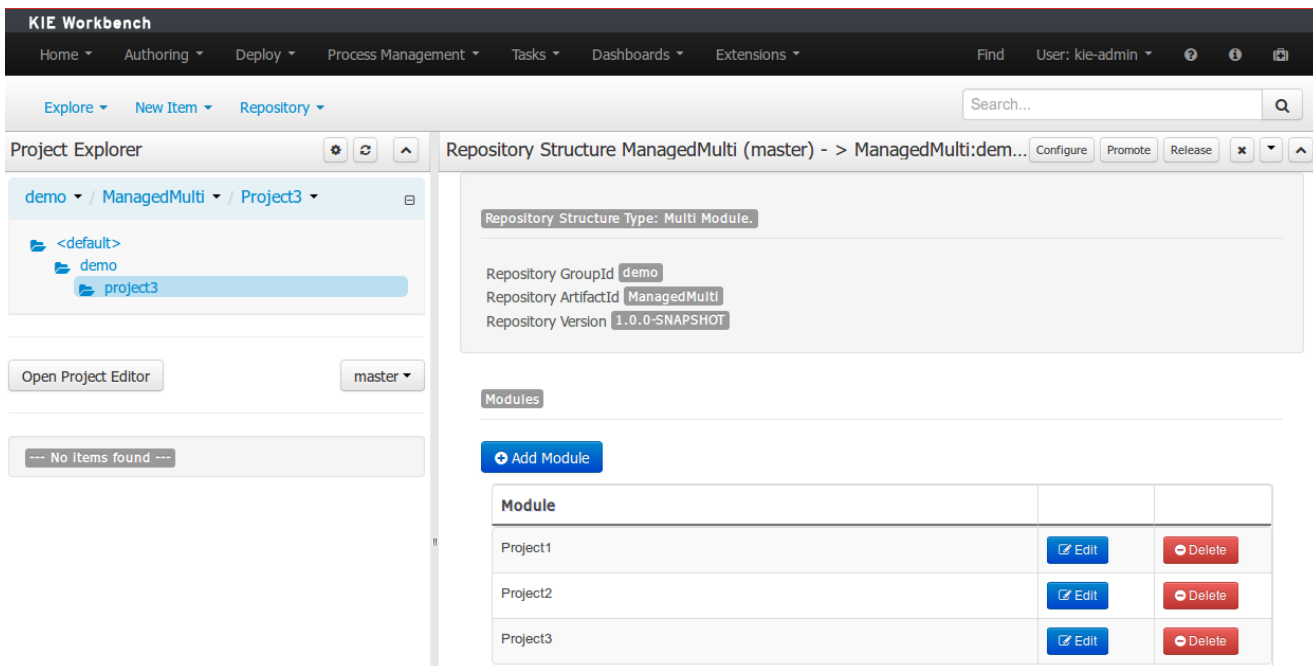 KIE Workbench
Home Authoring Deploy Process Management Tasks Dashboards Extensions Find User: kie-admin
Explore New Item Repository Search...
Project Explorer
demo / ManagedMulti / Project3
<default>
demo
project3
Open Project Editor master
--- No items found ---
Repository Structure ManagedMulti (master) - > ManagedMulti:dem... Configure Promote Release
Repository Structure Type: Multi Module.
Repository GroupId demo
Repository ArtifactId ManagedMulti
Repository Version 1.0.0-SNAPSHOT
Modules
Add Module
Module
Project1 Edit Delete
Project2 Edit Delete
Project3 Edit Delete